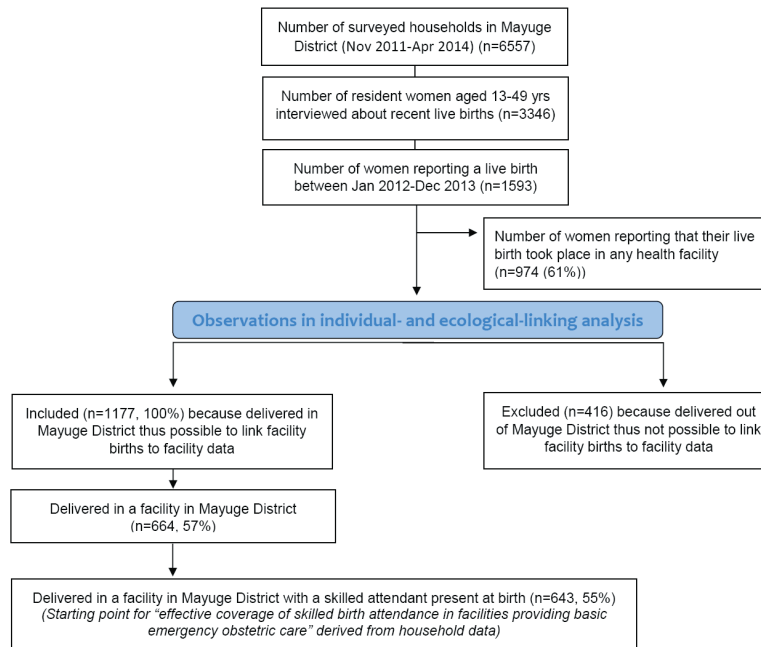 Number of surveyed households in Mayuge
District (Nov 2011-Apr 2014) (n=6557)
Number of resident women aged 13-49 yrs
interviewed about recent live births (n=3346)
Number of women reporting a live birth
between Jan 2012-Dec 2013 (n=1593)
Number of women reporting that their live
birth took place in any health facility
(n=974 (61%))
Observations in individual- and ecological-linking analysis
Included (n=1177, 100%) because delivered in
Mayuge District thus possible to link facility
births to facility data
Excluded (n=416) because delivered out
of Mayuge District thus not possible to link
facility births to facility data
Delivered in a facility in Mayuge District
(n=664, 57%)
Delivered in a facility in Mayuge District with a skilled attendant present at birth (n=643, 55%)
(Starting point for “effective coverage of skilled birth attendance in facilities providing basic
emergency obstetric care” derived from household data)